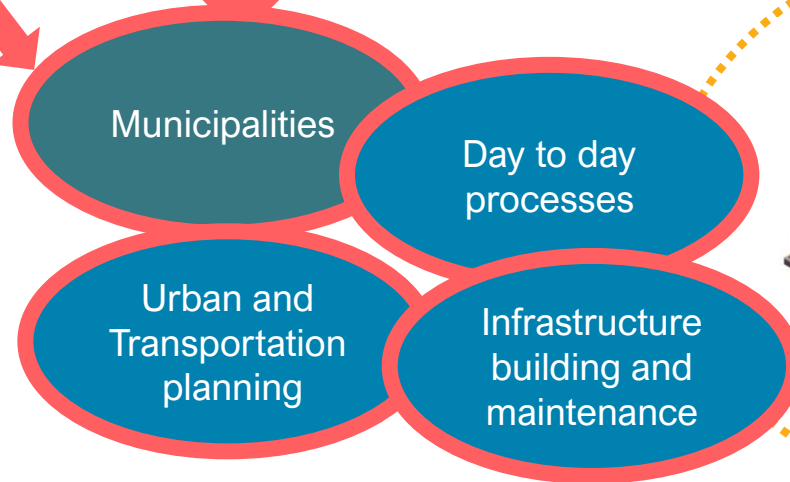 Municipalities
Day to day
processes
Urban and
Transportation
planning
Infrastructure
building and
maintenance